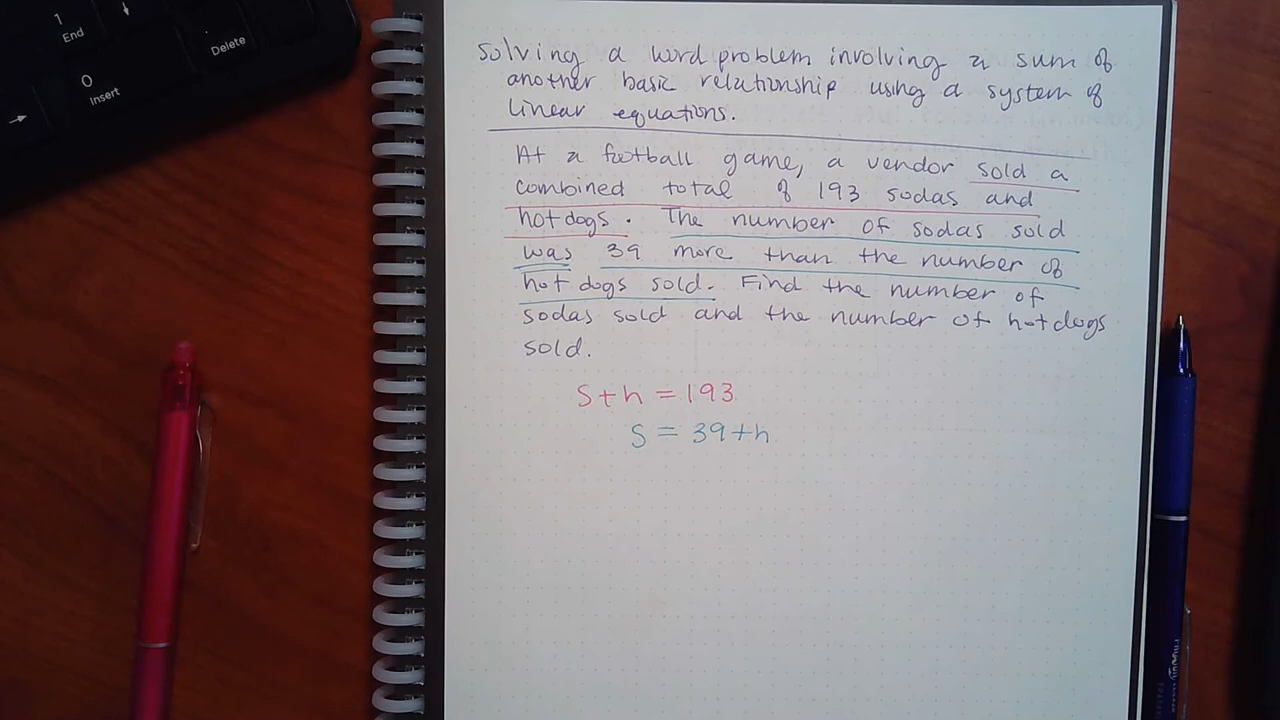 1
End
↓
Delete
0
Insert
→
Solving a word problem involving a sum of
another basic relationship using a system of
linear equations.
At a football game, a vendor sold a
combined total of 193 sodas and
hotdogs. The number of sodas sold
was 39 more than the number of
hotdogs sold. Find the number of
sodas sold and the number of hotdogs
sold.
S+h = 193
S = 39+h